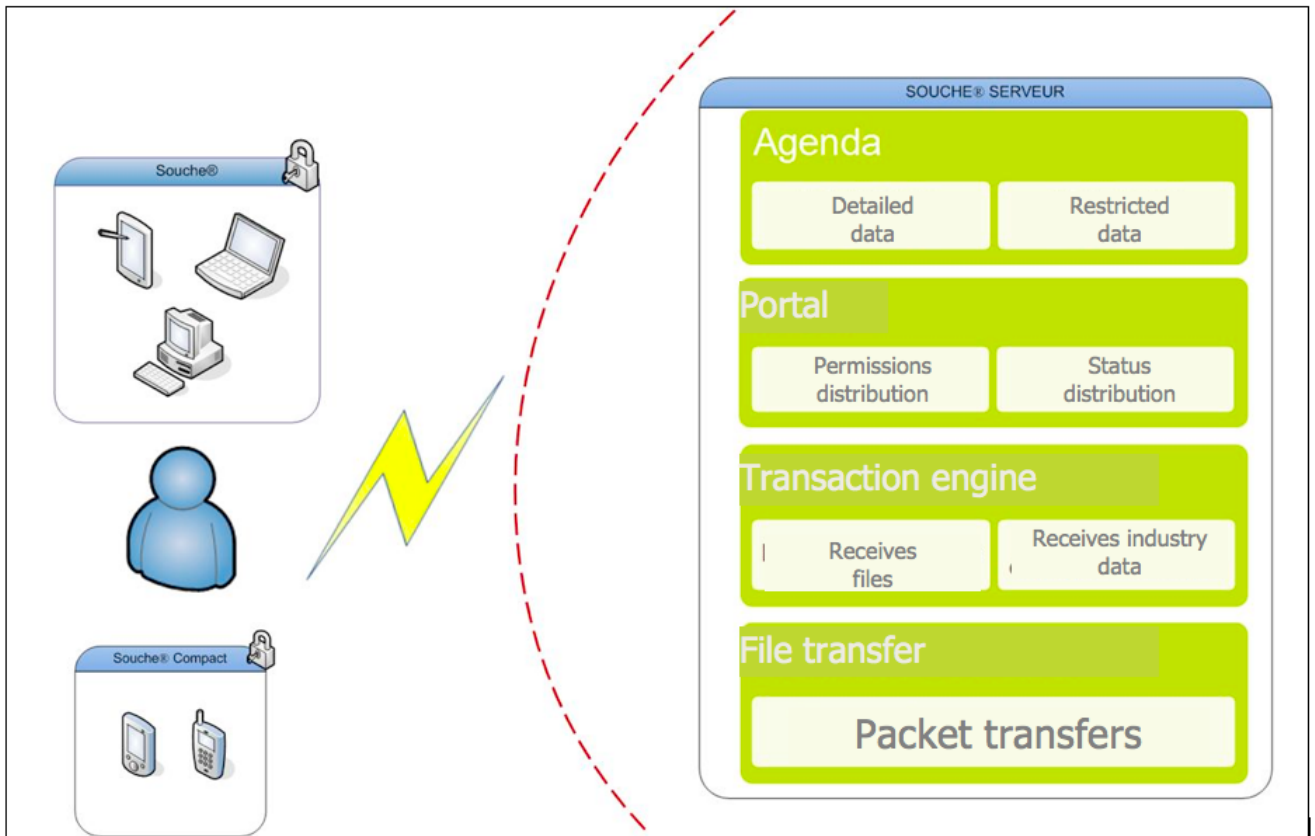 Souche®
Souche® Compact
SOUCHE® SERVEUR
Agenda
Detailed
data
Restricted
data
Portal
Permissions
distribution
Status
distribution
Transaction engine
Receives
files
Receives industry
data
File transfer
Packet transfers